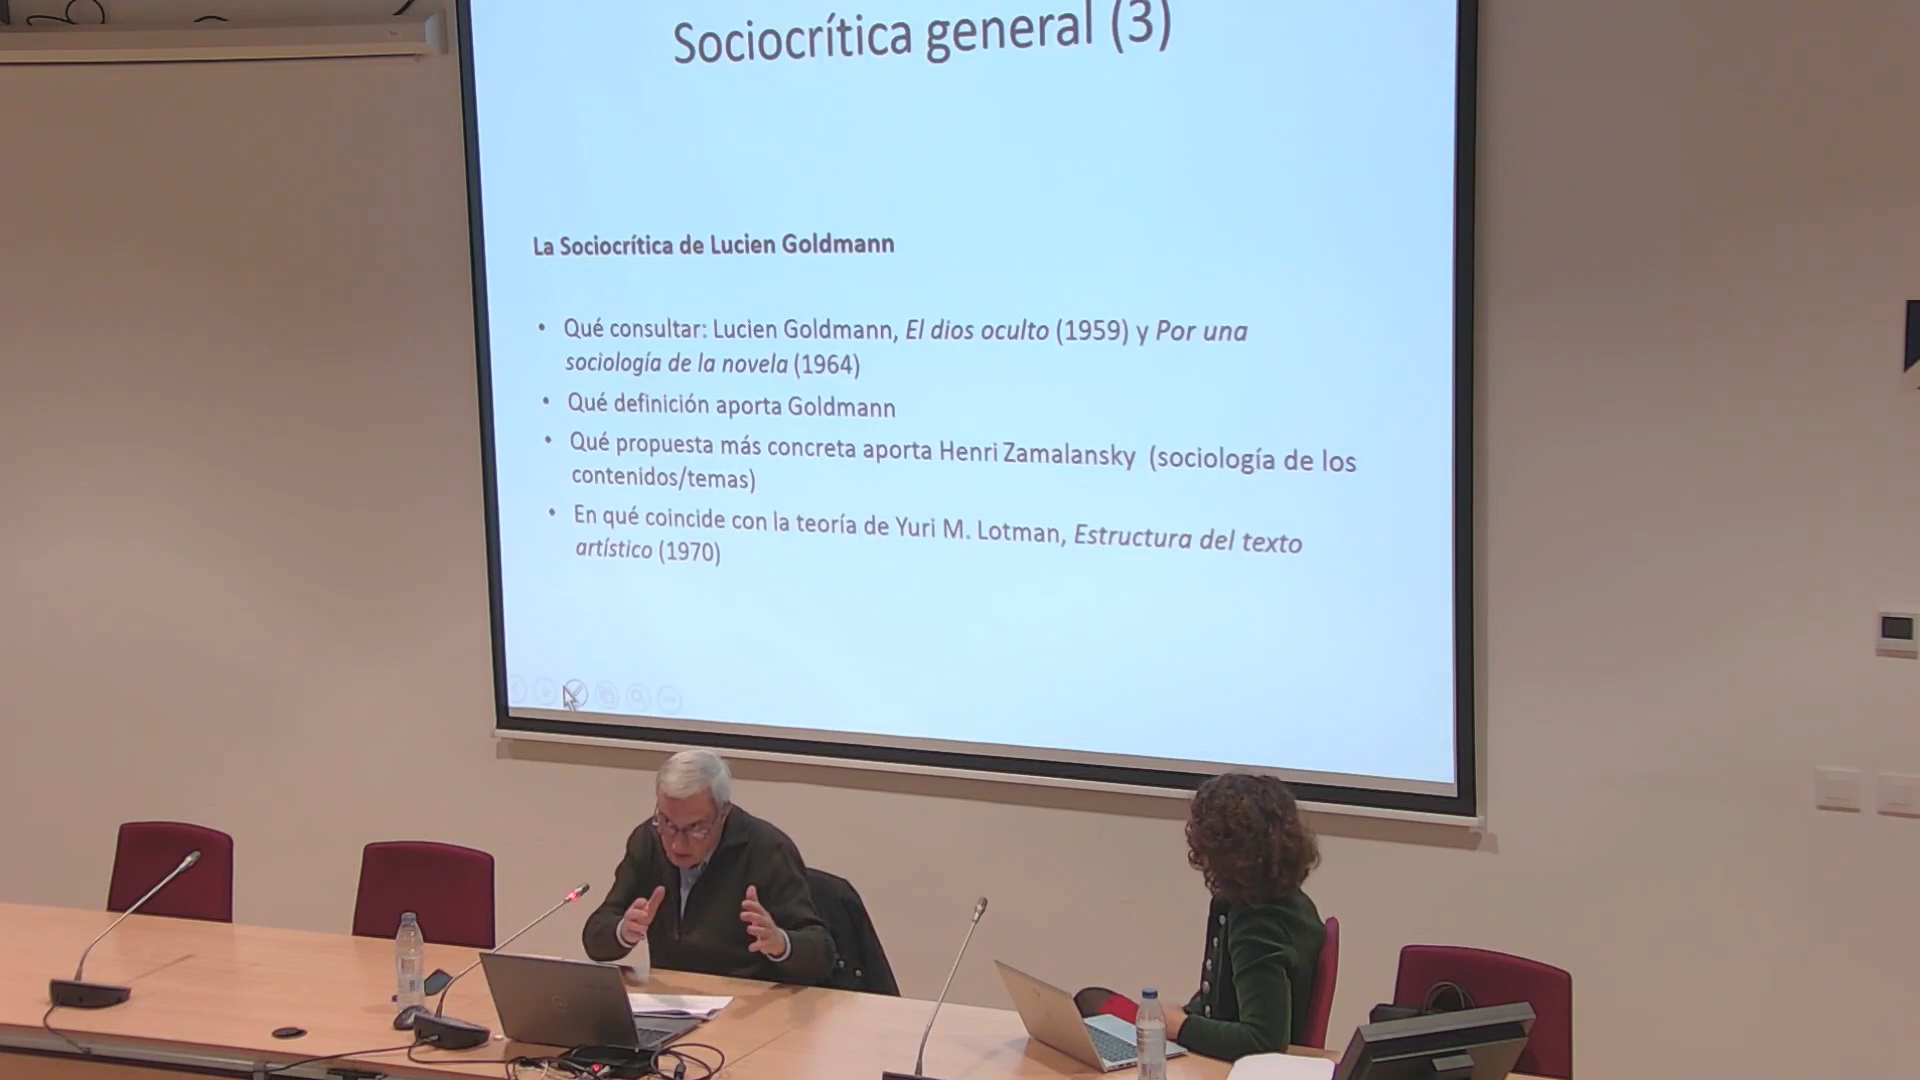 Sociocrítica general (3)
La Sociocrítica de Lucien Goldmann
• Qué consultar: Lucien Goldmann, El dios oculto (1959) y Por una
sociología de la novela (1964)
• Qué definición aporta Goldmann
• Qué propuesta más concreta aporta Henri Zamalansky (sociología de los
contenidos/temas)
• En qué coincide con la teoría de Yuri M. Lotman, Estructura del texto
artístico (1970)